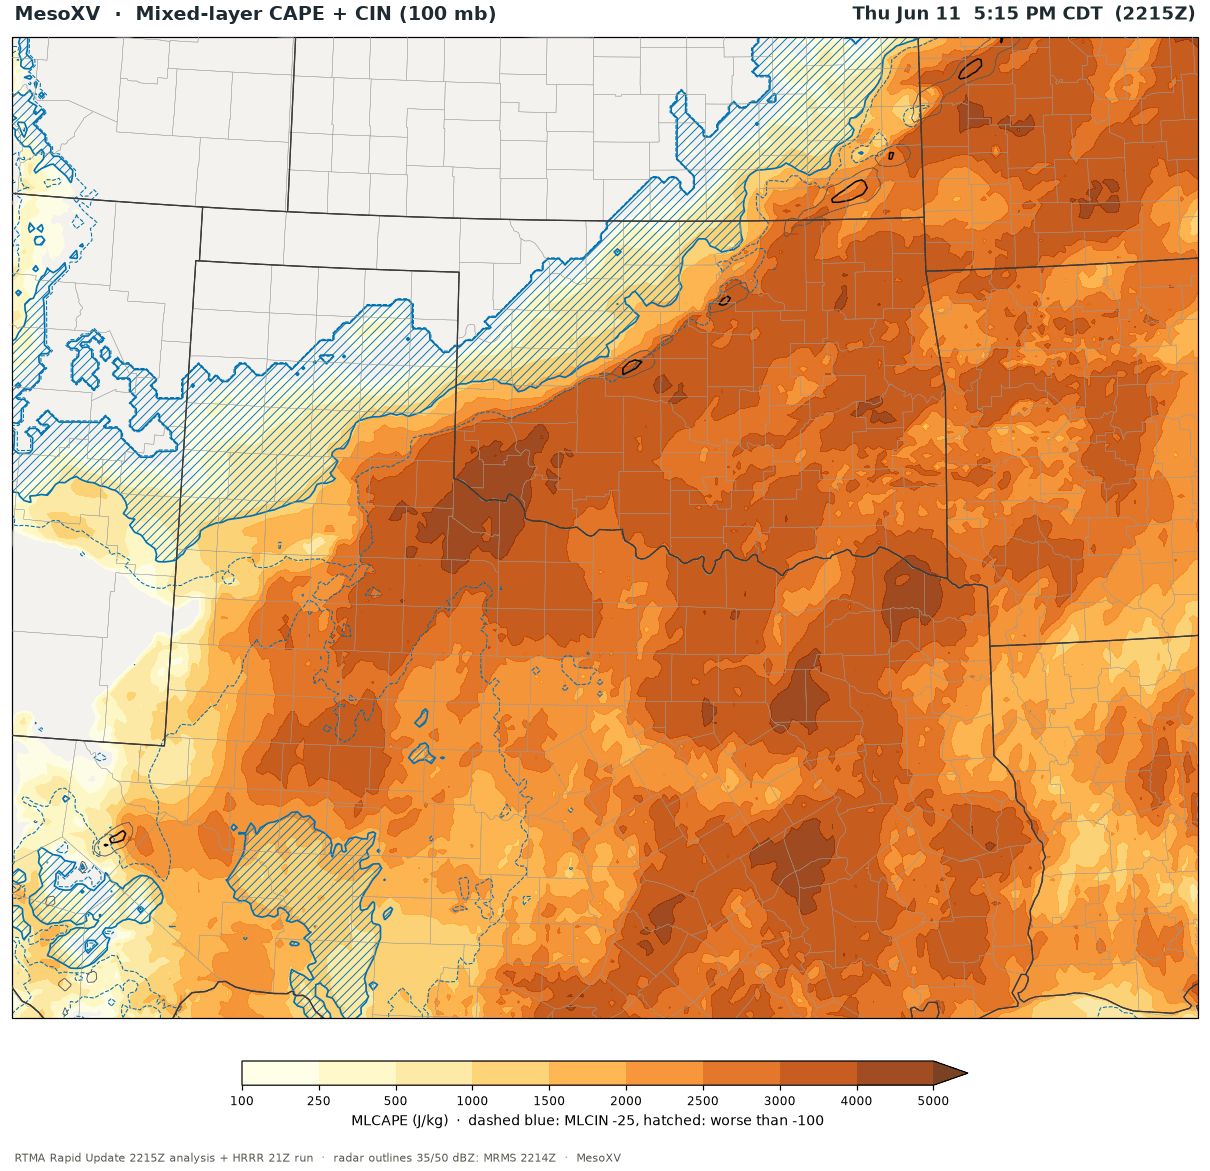 MesoXV · Mixed-layer CAPE + CIN (100 mb)
Thu Jun 11 5:15 PM CDT (2215Z)
100 250 500 1000 1500 2000 2500 3000 4000 5000
MLCAPE (J/kg) · dashed blue: MLCIN -25, hatched: worse than -100
RTMA Rapid Update 2215Z analysis + HRRR 21Z run · radar outlines 35/50 dBZ: MRMS 2214Z · MesoXV